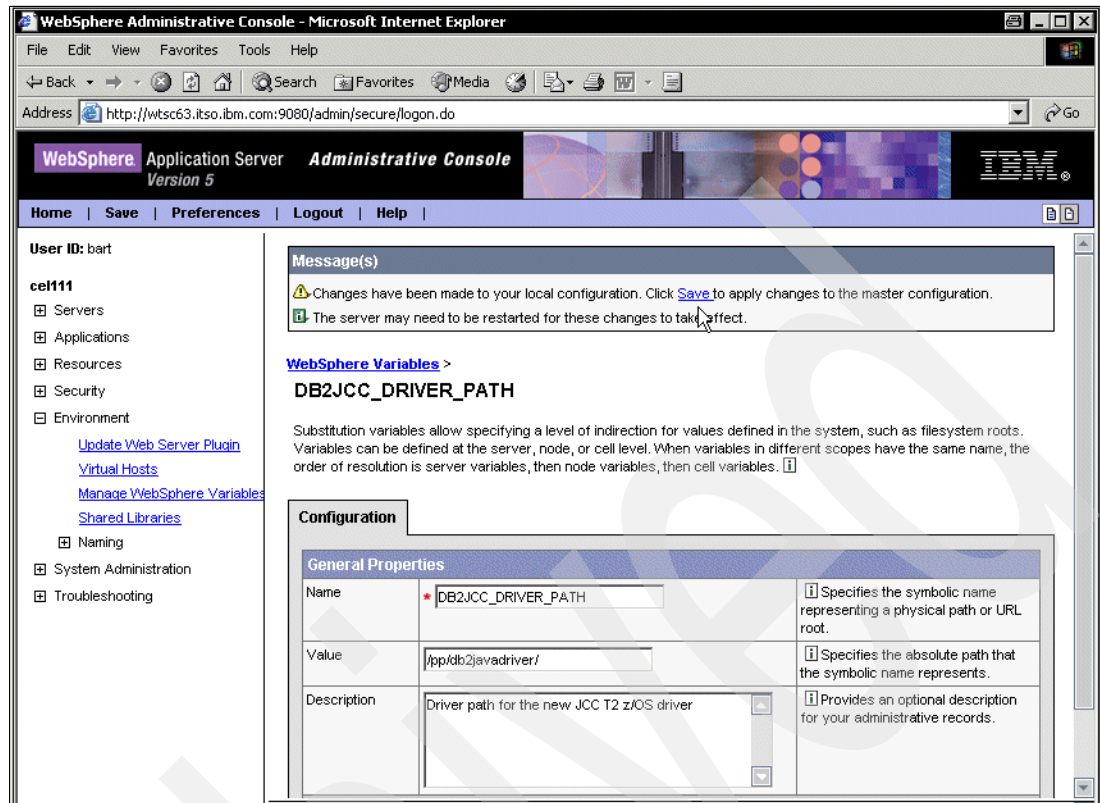 WebSphere Administrative Console - Microsoft Internet Explorer
File Edit View Favorites Tools Help
Back Search Favorites Media
Address http://wtsc63.itso.ibm.com:9080/admin/secure/logon.do Go
WebSphere Application Server Administrative Console
Version 5
IBM®
Home | Save | Preferences | Logout | Help |
User ID: bart
cel111
Servers
Applications
Resources
Security
Environment
Update Web Server Plugin
Virtual Hosts
Manage WebSphere Variables
Shared Libraries
Naming
System Administration
Troubleshooting
Message(s)
Changes have been made to your local configuration. Click Save to apply changes to the master configuration.
The server may need to be restarted for these changes to take effect.
WebSphere Variables >
DB2JCC_DRIVER_PATH
Substitution variables allow specifying a level of indirection for values defined in the system, such as filesystem roots.
Variables can be defined at the server, node, or cell level. When variables in different scopes have the same name, the
order of resolution is server variables, then node variables, then cell variables.
Configuration
General Properties
Name * DB2JCC_DRIVER_PATH
Specifies the symbolic name
representing a physical path or URL
root.
Value /pp/db2javadriver/
Specifies the absolute path that
the symbolic name represents.
Description Driver path for the new JCC T2 z/OS driver
Provides an optional description
for your administrative records.